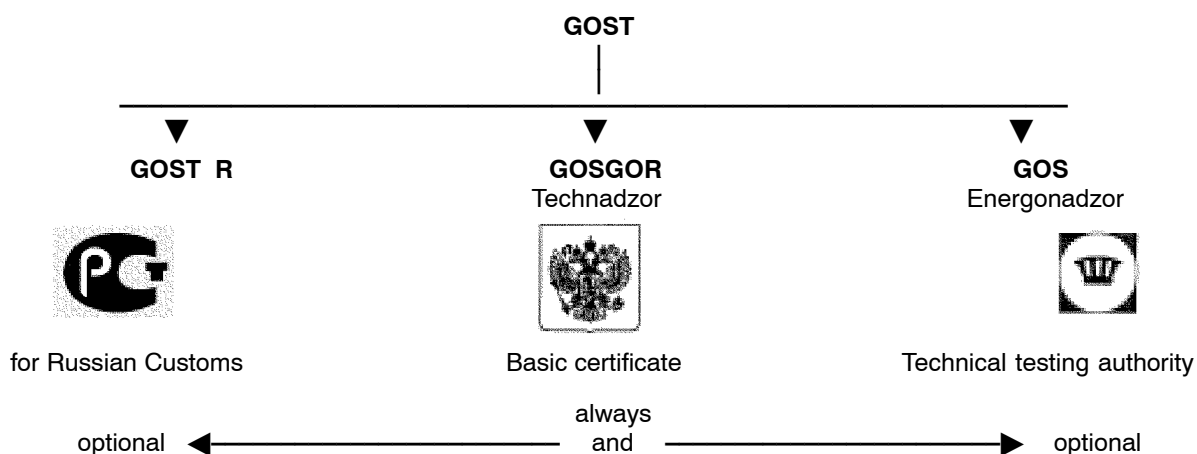 GOST
GOST R
GOSGOR
GOS
Technadzor
Energonadzor
for Russian Customs
Basic certificate
Technical testing authority
always
optional
and
optional